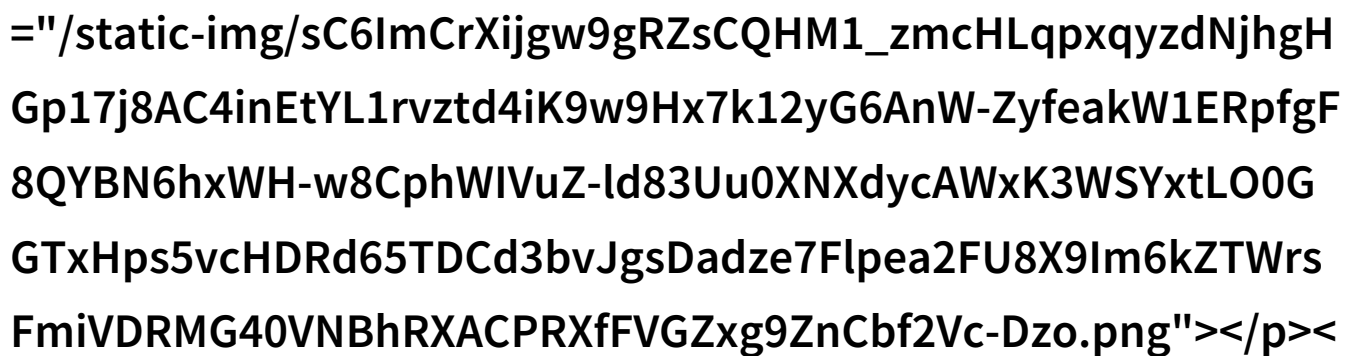 ="/static-img/sC6ImCrXijgw9gRZsCQHM1_zmcHLqpxqyzdNjhgH
Gp17j8AC4inEtYL1rvztd4iK9w9Hx7k12yG6AnW-ZyfeakW1ERpfgF
8QYBN6hxWH-w8CphWIVuZ-ld83Uu0XNXdycAWxK3WSYxtLO0G
GTxHps5vcHDRd65TDCd3bvJgsDadze7Flpea2FU8X9Im6kZTWrs
FmiVDRMG40VNBhRXACPRXfFVGZxg9ZnCbf2Vc-Dzo.png"></p><